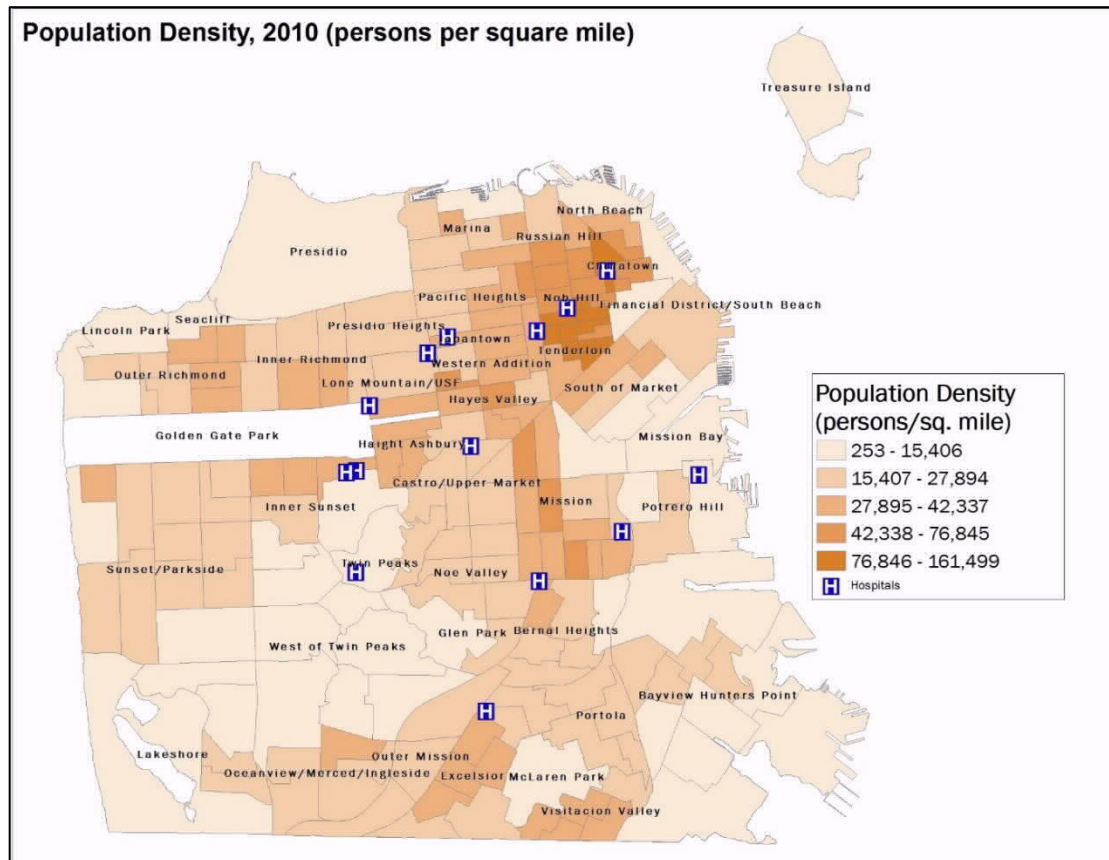 Population Density, 2010 (persons per square mile)
Treasure Island
North Beach
Marina
Russian Hill
Presidio
Chinatown
Pacific Heights
Nob Hill
Financial District/South Beach
Seacliff
Lincoln Park
Presidio Heights
Japantown
Tenderloin
Inner Richmond
Western Addition
Outer Richmond
Lone Mountain/USF
South of Market
Hayes Valley
Golden Gate Park
Haight Ashbury
Mission Bay
Castro/Upper Market
Mission
Inner Sunset
Potrero Hill
Twin Peaks
Sunset/Parkside
Noe Valley
Glen Park
Bernal Heights
West of Twin Peaks
Bayview Hunters Point
Portola
Lakeshore
Outer Mission
Oceanview/Merced/Ingleside
Excelsior
McLaren Park
Visitacion Valley
Population Density
(persons/sq. mile)
253 - 15,406
15,407 - 27,894
27,895 - 42,337
42,338 - 76,845
76,846 - 161,499
H Hospitals